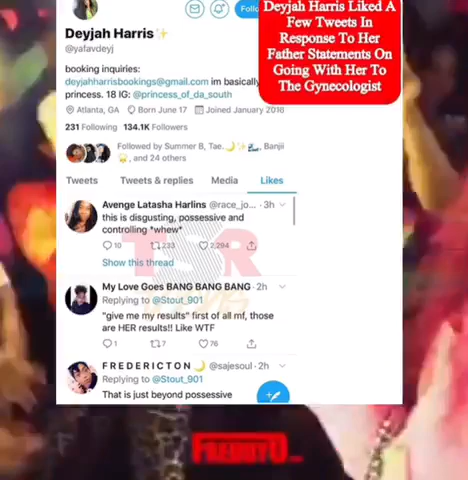 Deyjah Harris Liked A
Few Tweets In
Response To Her
Father Statements On
Going With Her To
The Gynecologist
Deyjah Harris✨
@yafavdeyj
booking inquiries:
deyjahharrisbookings@gmail.com im basically
princess. 18 IG: @princess_of_da_south
Atlanta, GA Born June 17 Joined January 2016
231 Following 134.1K Followers
Followed by Summer B, Tae.🌙 , Banjii
, and 24 others
Tweets Tweets & replies Media Likes
Avenge Latasha Harlins @race_jo... · 3h
this is disgusting, possessive and
controlling *whew*
10 233 2,294
Show this thread
My Love Goes BANG BANG BANG · 2h
Replying to @Stout_901
"give me my results" first of all mf, those
are HER results!! Like WTF
1 7 76
F R E D E R I C T O N 🌙 @sajesoul · 2h
Replying to @Stout_901
That is just beyond possessive
TSR